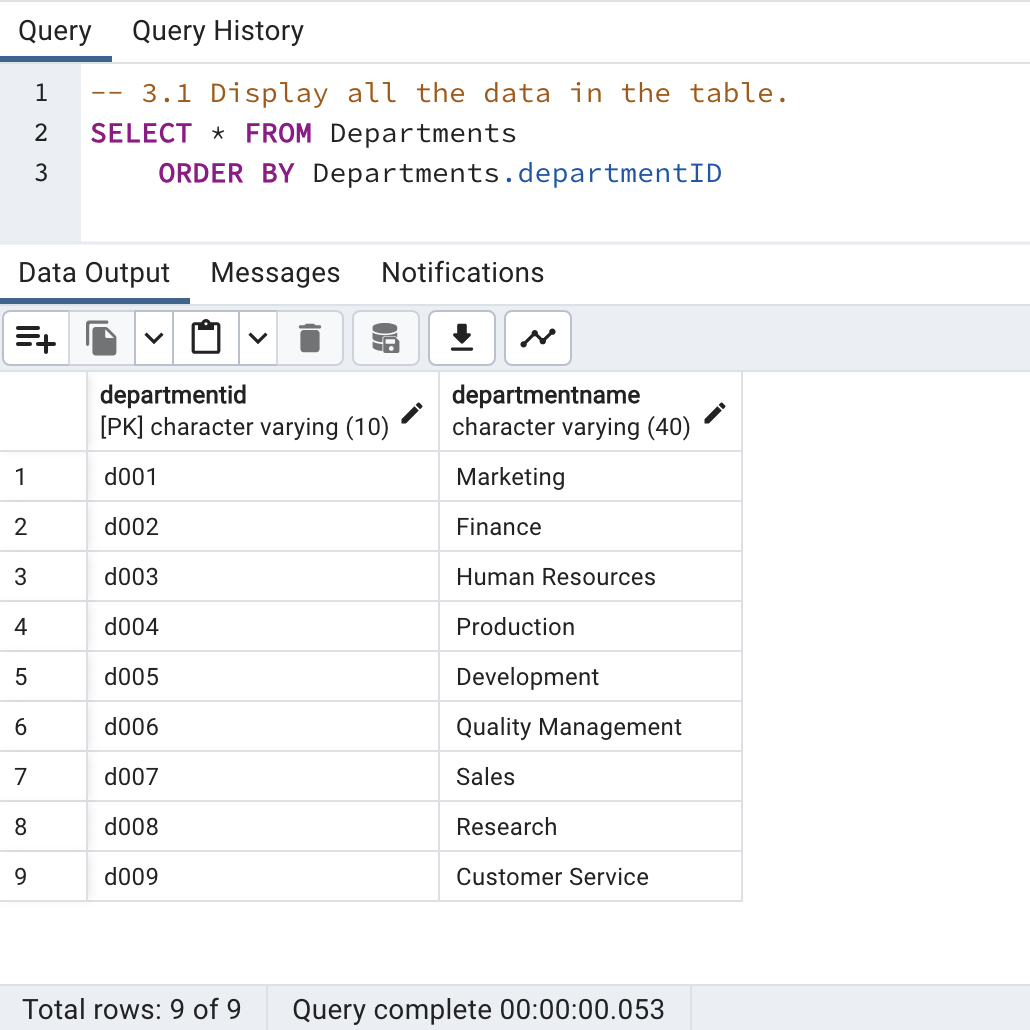 Query Query History
1 -- 3.1 Display all the data in the table.
2 SELECT * FROM Departments
3 ORDER BY Departments.departmentID
Data Output Messages Notifications
departmentid departmentname
[PK] character varying (10) character varying (40)
1 d001 Marketing
2 d002 Finance
3 d003 Human Resources
4 d004 Production
5 d005 Development
6 d006 Quality Management
7 d007 Sales
8 d008 Research
9 d009 Customer Service
Total rows: 9 of 9 Query complete 00:00:00.053